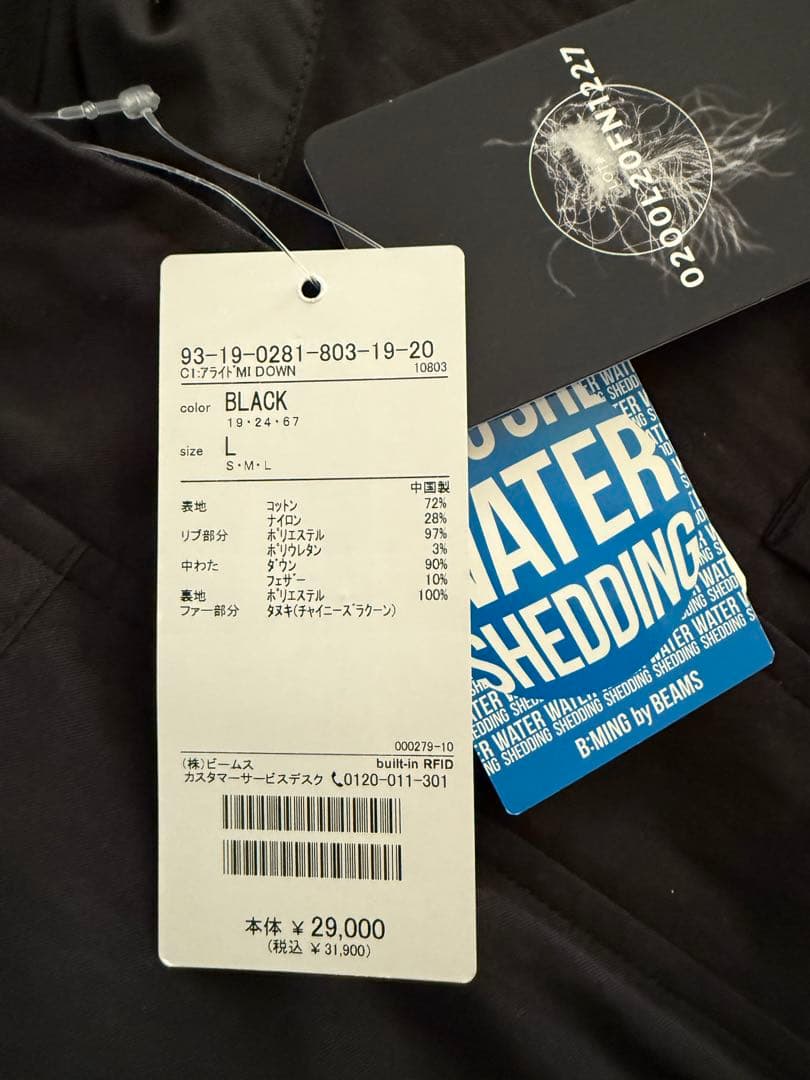 0200L20FN1227
93-19-0281-803-19-20
C1:アライドMI DOWN 10803
color BLACK
19・24・67
size L
S・M・L
中国製
表地 コットン 72%
ナイロン 28%
リブ部分 ポリエステル 97%
ポリウレタン 3%
中わた ダウン 90%
フェザー 10%
裏地 ポリエステル 100%
ファー部分 タヌキ(チャイニーズラクーン)
000279-10
(株)ビームス built-in RFID
カスタマーサービスデスク 0120-011-301
本体 ¥ 29,000
(税込 ¥ 31,900)
WATER
SHEDDING
B:MING by BEAMS